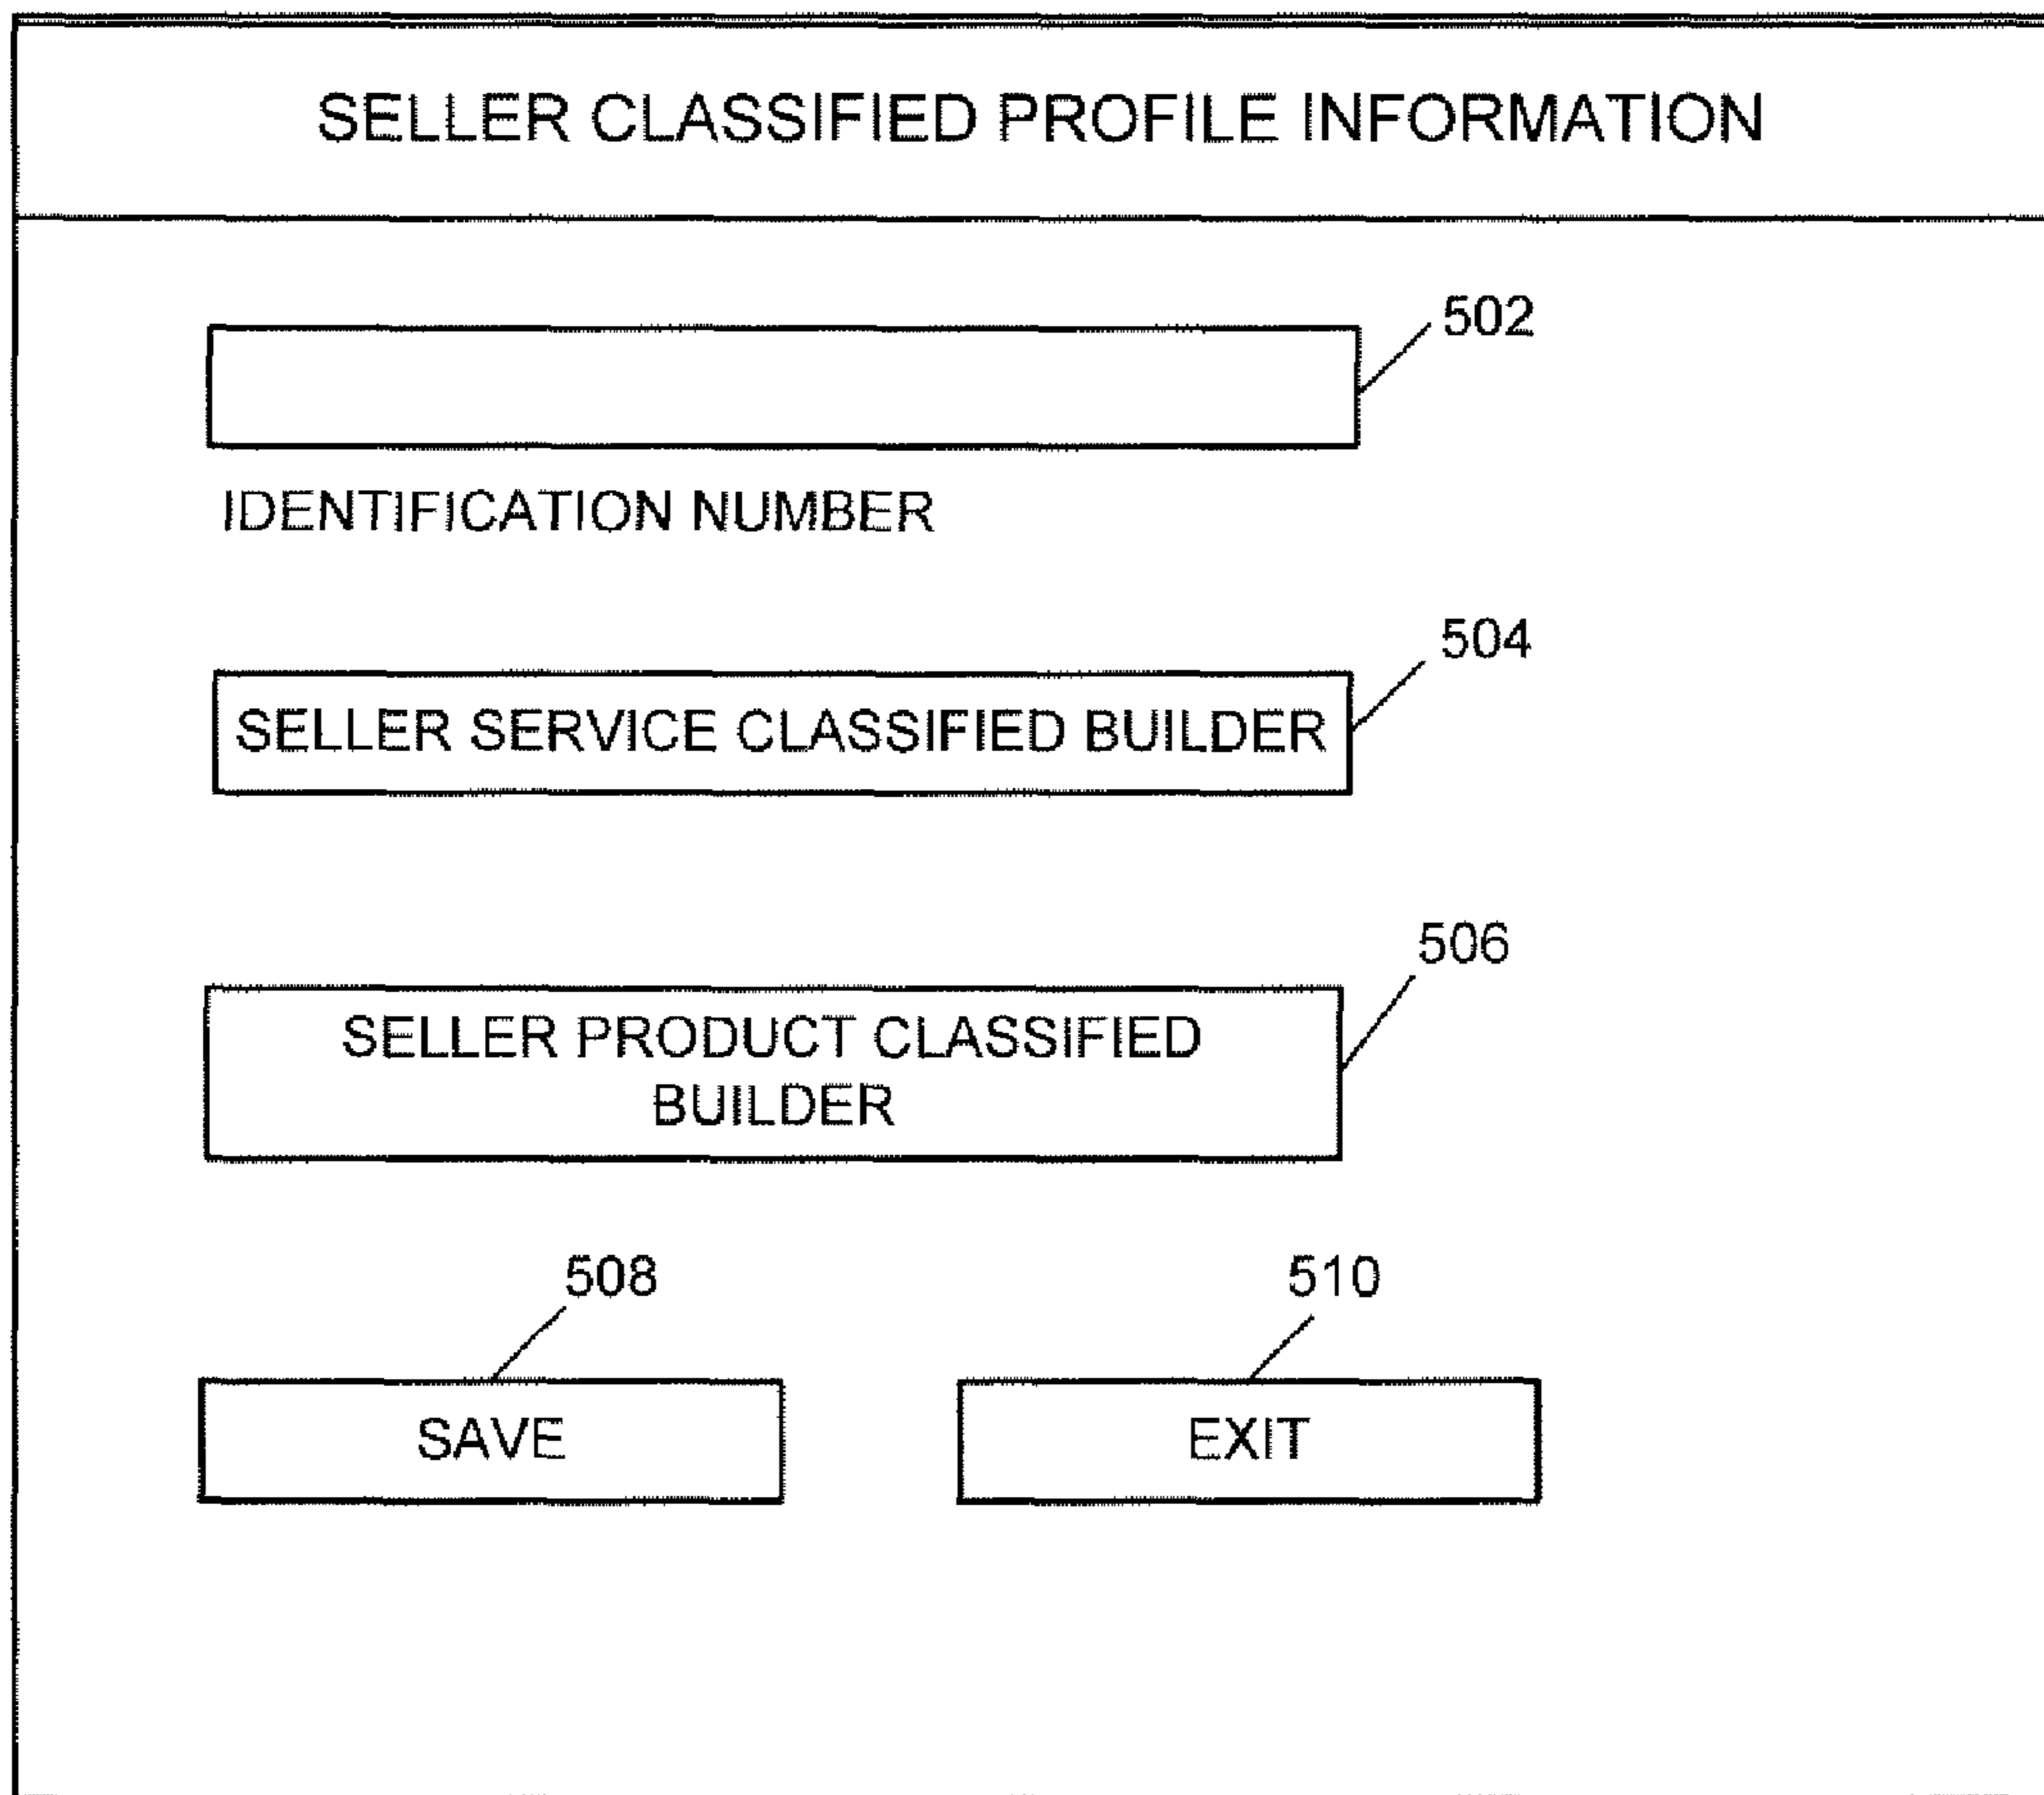 SELLER CLASSIFIED PROFILE INFORMATION
502
IDENTIFICATION NUMBER
504
SELLER SERVICE CLASSIFIED BUILDER
506
SELLER PRODUCT CLASSIFIED
BUILDER
508
510
SAVE
EXIT